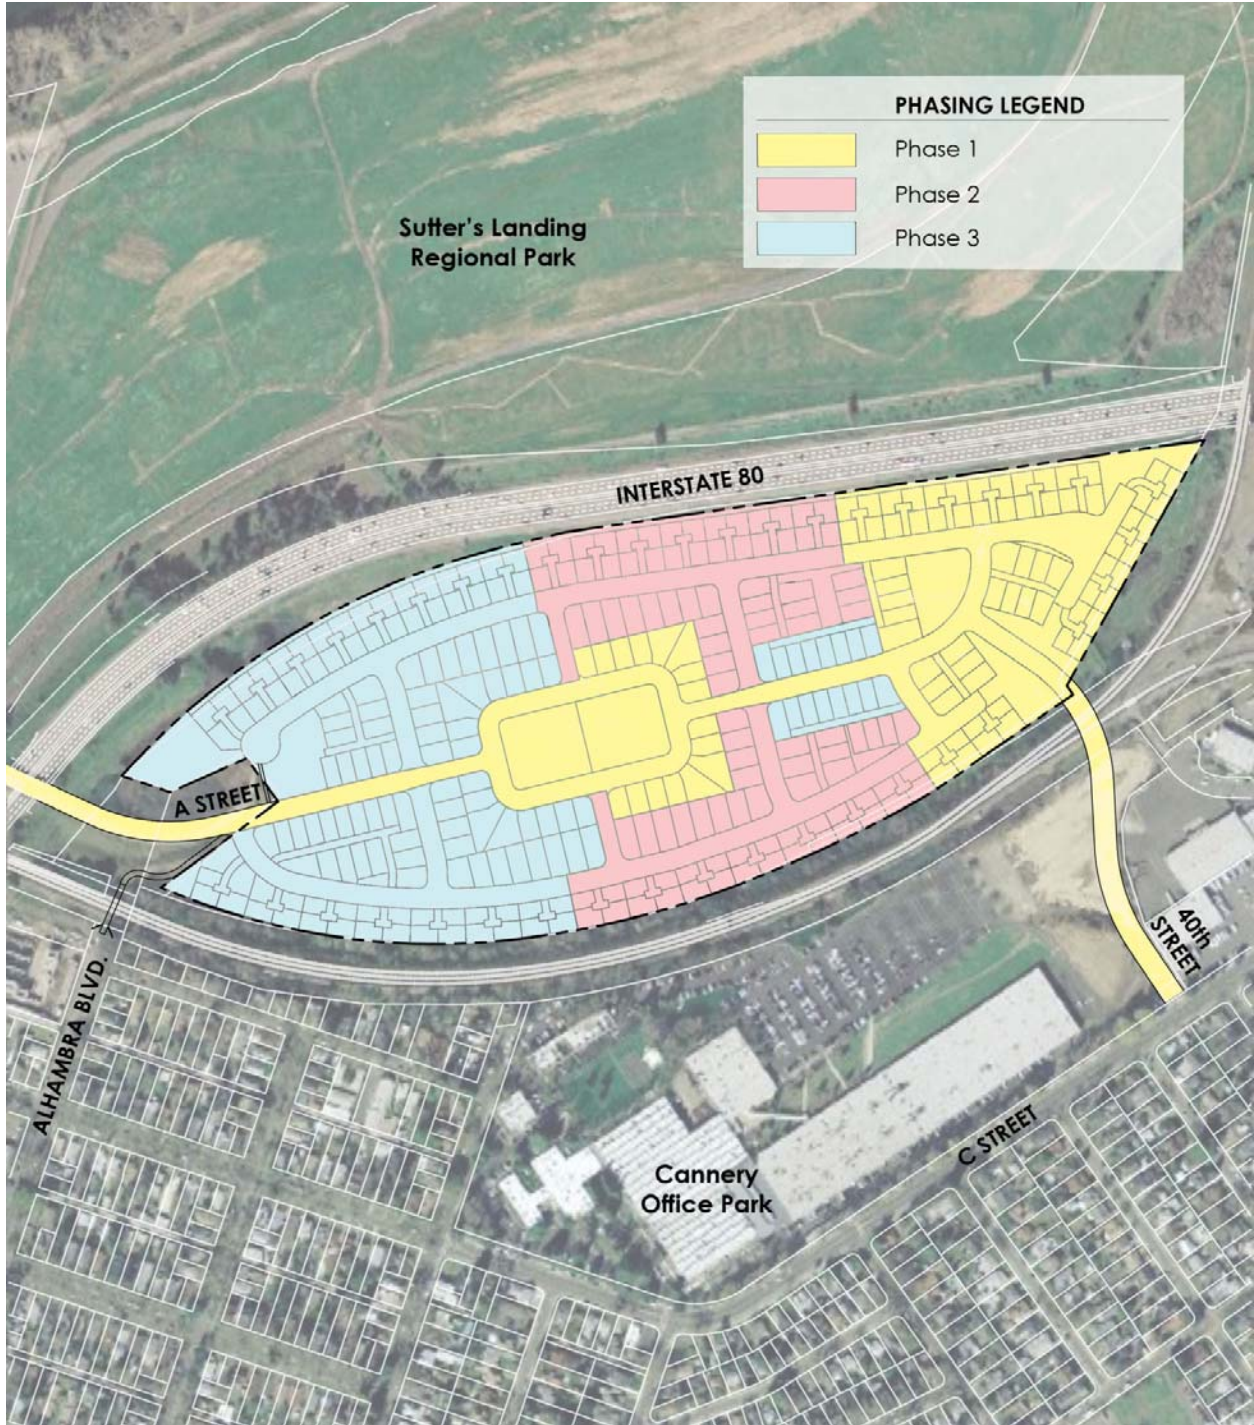 PHASING LEGEND
Phase 1
Phase 2
Phase 3
Sutter's Landing
Regional Park
INTERSTATE 80
A STREET
40th
STREET
ALHAMBRA BLVD.
C STREET
Cannery
Office Park